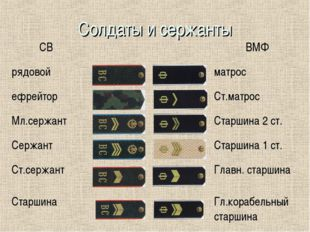 Солдаты и сержанты
СВ ВМФ
рядовой матрос
ефрейтор Ст.матрос
Мл.сержант Старшина 2 ст.
Сержант Старшина 1 ст.
Ст.сержант Главн. старшина
Старшина Гл.корабельный
старшина